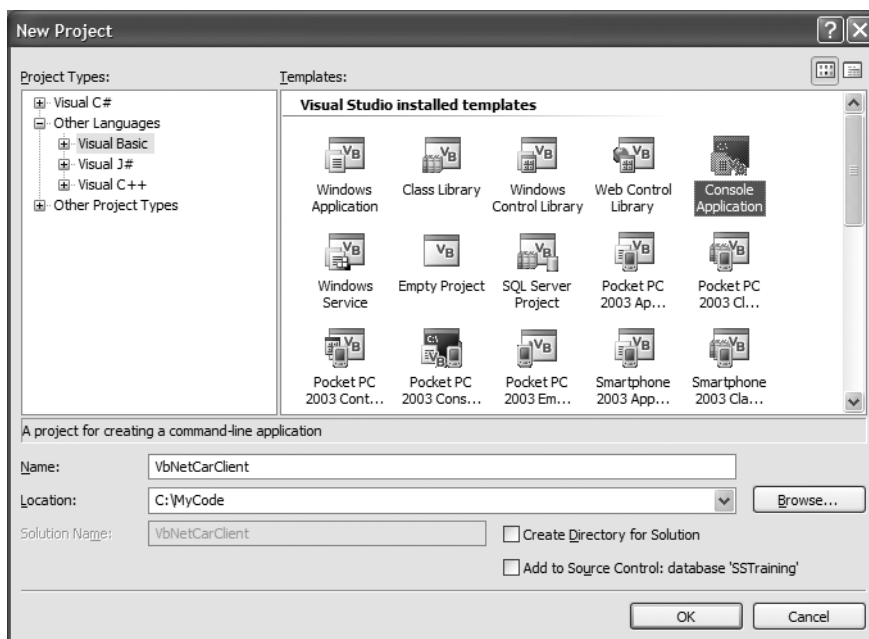 New Project
Project Types:
Templates:
Visual C#
Other Languages
Visual Basic
Visual J#
Visual C++
Other Project Types
Visual Studio installed templates
Windows Application
Class Library
Windows Control Library
Web Control Library
Console Application
Windows Service
Empty Project
SQL Server Project
Pocket PC 2003 Ap...
Pocket PC 2003 Cl...
Pocket PC 2003 Cont...
Pocket PC 2003 Cons...
Pocket PC 2003 Em...
Smartphone 2003 App...
Smartphone 2003 Cla...
A project for creating a command-line application
Name: VbNetCarClient
Location: C:\MyCode Browse...
Solution Name: VbNetCarClient Create Directory for Solution
Add to Source Control: database 'SSTraining'
OK Cancel